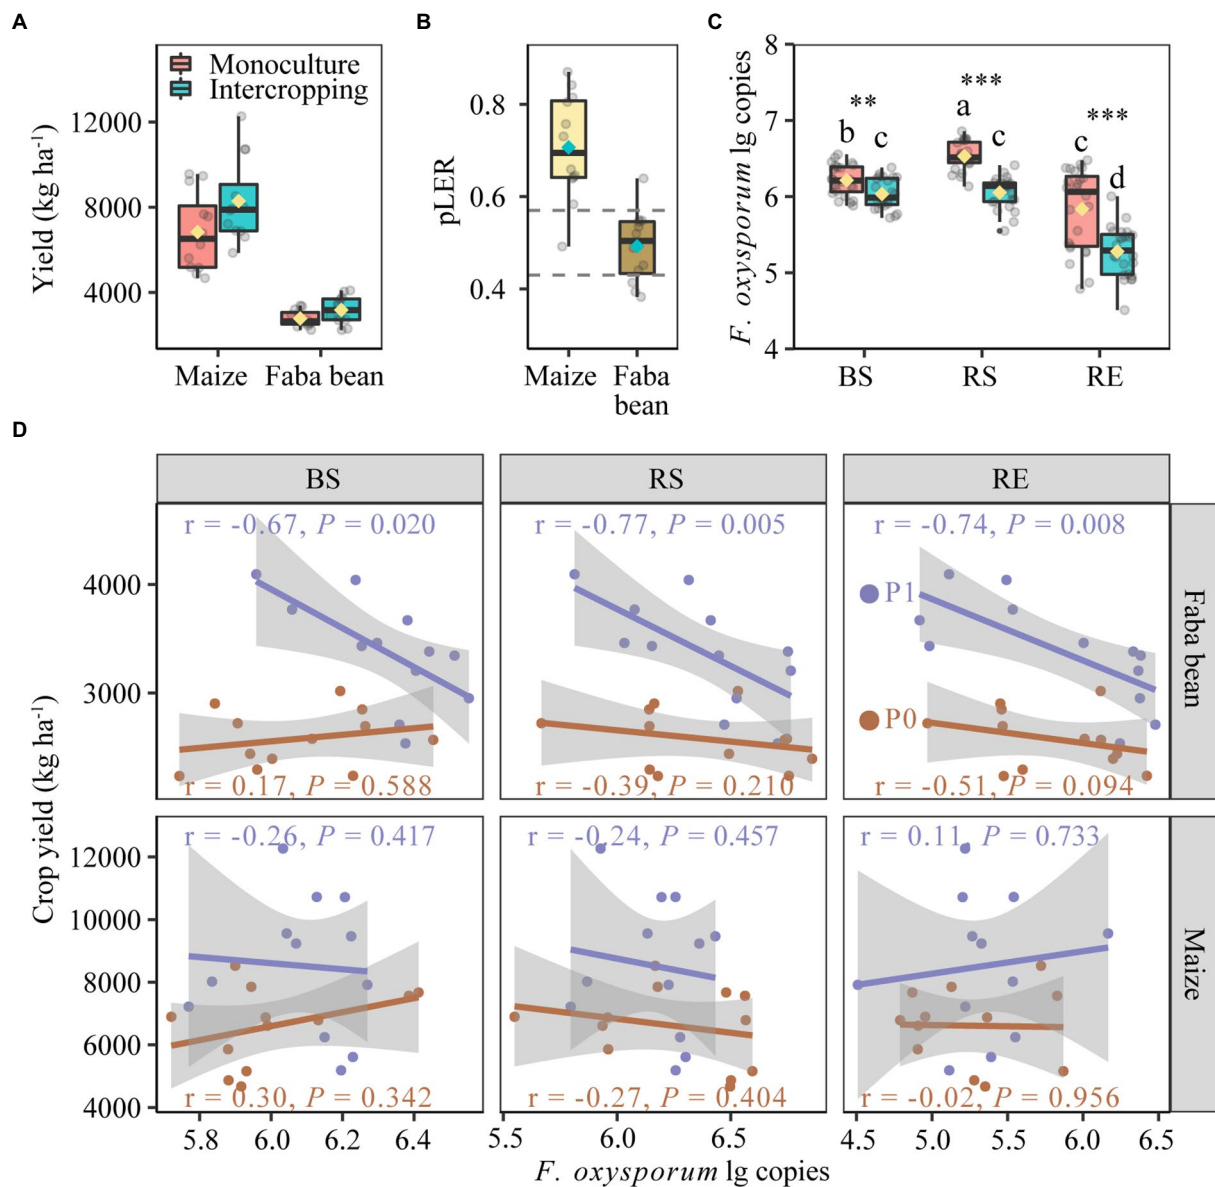 A
B
C
Monoculture
Intercropping
Yield (kg ha-1)
12000
8000
4000
Maize
Faba bean
pLER
0.8
0.6
0.4
Maize
Faba
bean
F. oxysporum lg copies
8
7
6
5
4
** 
b c
***
a c
***
c d
BS
RS
RE
D
BS
RS
RE
Crop yield (kg ha-1)
4000
3000
r = -0.67, P = 0.020
r = 0.17, P = 0.588
r = -0.77, P = 0.005
r = -0.39, P = 0.210
r = -0.74, P = 0.008
P1
P0
r = -0.51, P = 0.094
Faba bean
12000
10000
8000
6000
4000
r = -0.26, P = 0.417
r = 0.30, P = 0.342
r = -0.24, P = 0.457
r = -0.27, P = 0.404
r = 0.11, P = 0.733
r = -0.02, P = 0.956
Maize
5.8 6.0 6.2 6.4
5.5 6.0 6.5
4.5 5.0 5.5 6.0 6.5
F. oxysporum lg copies